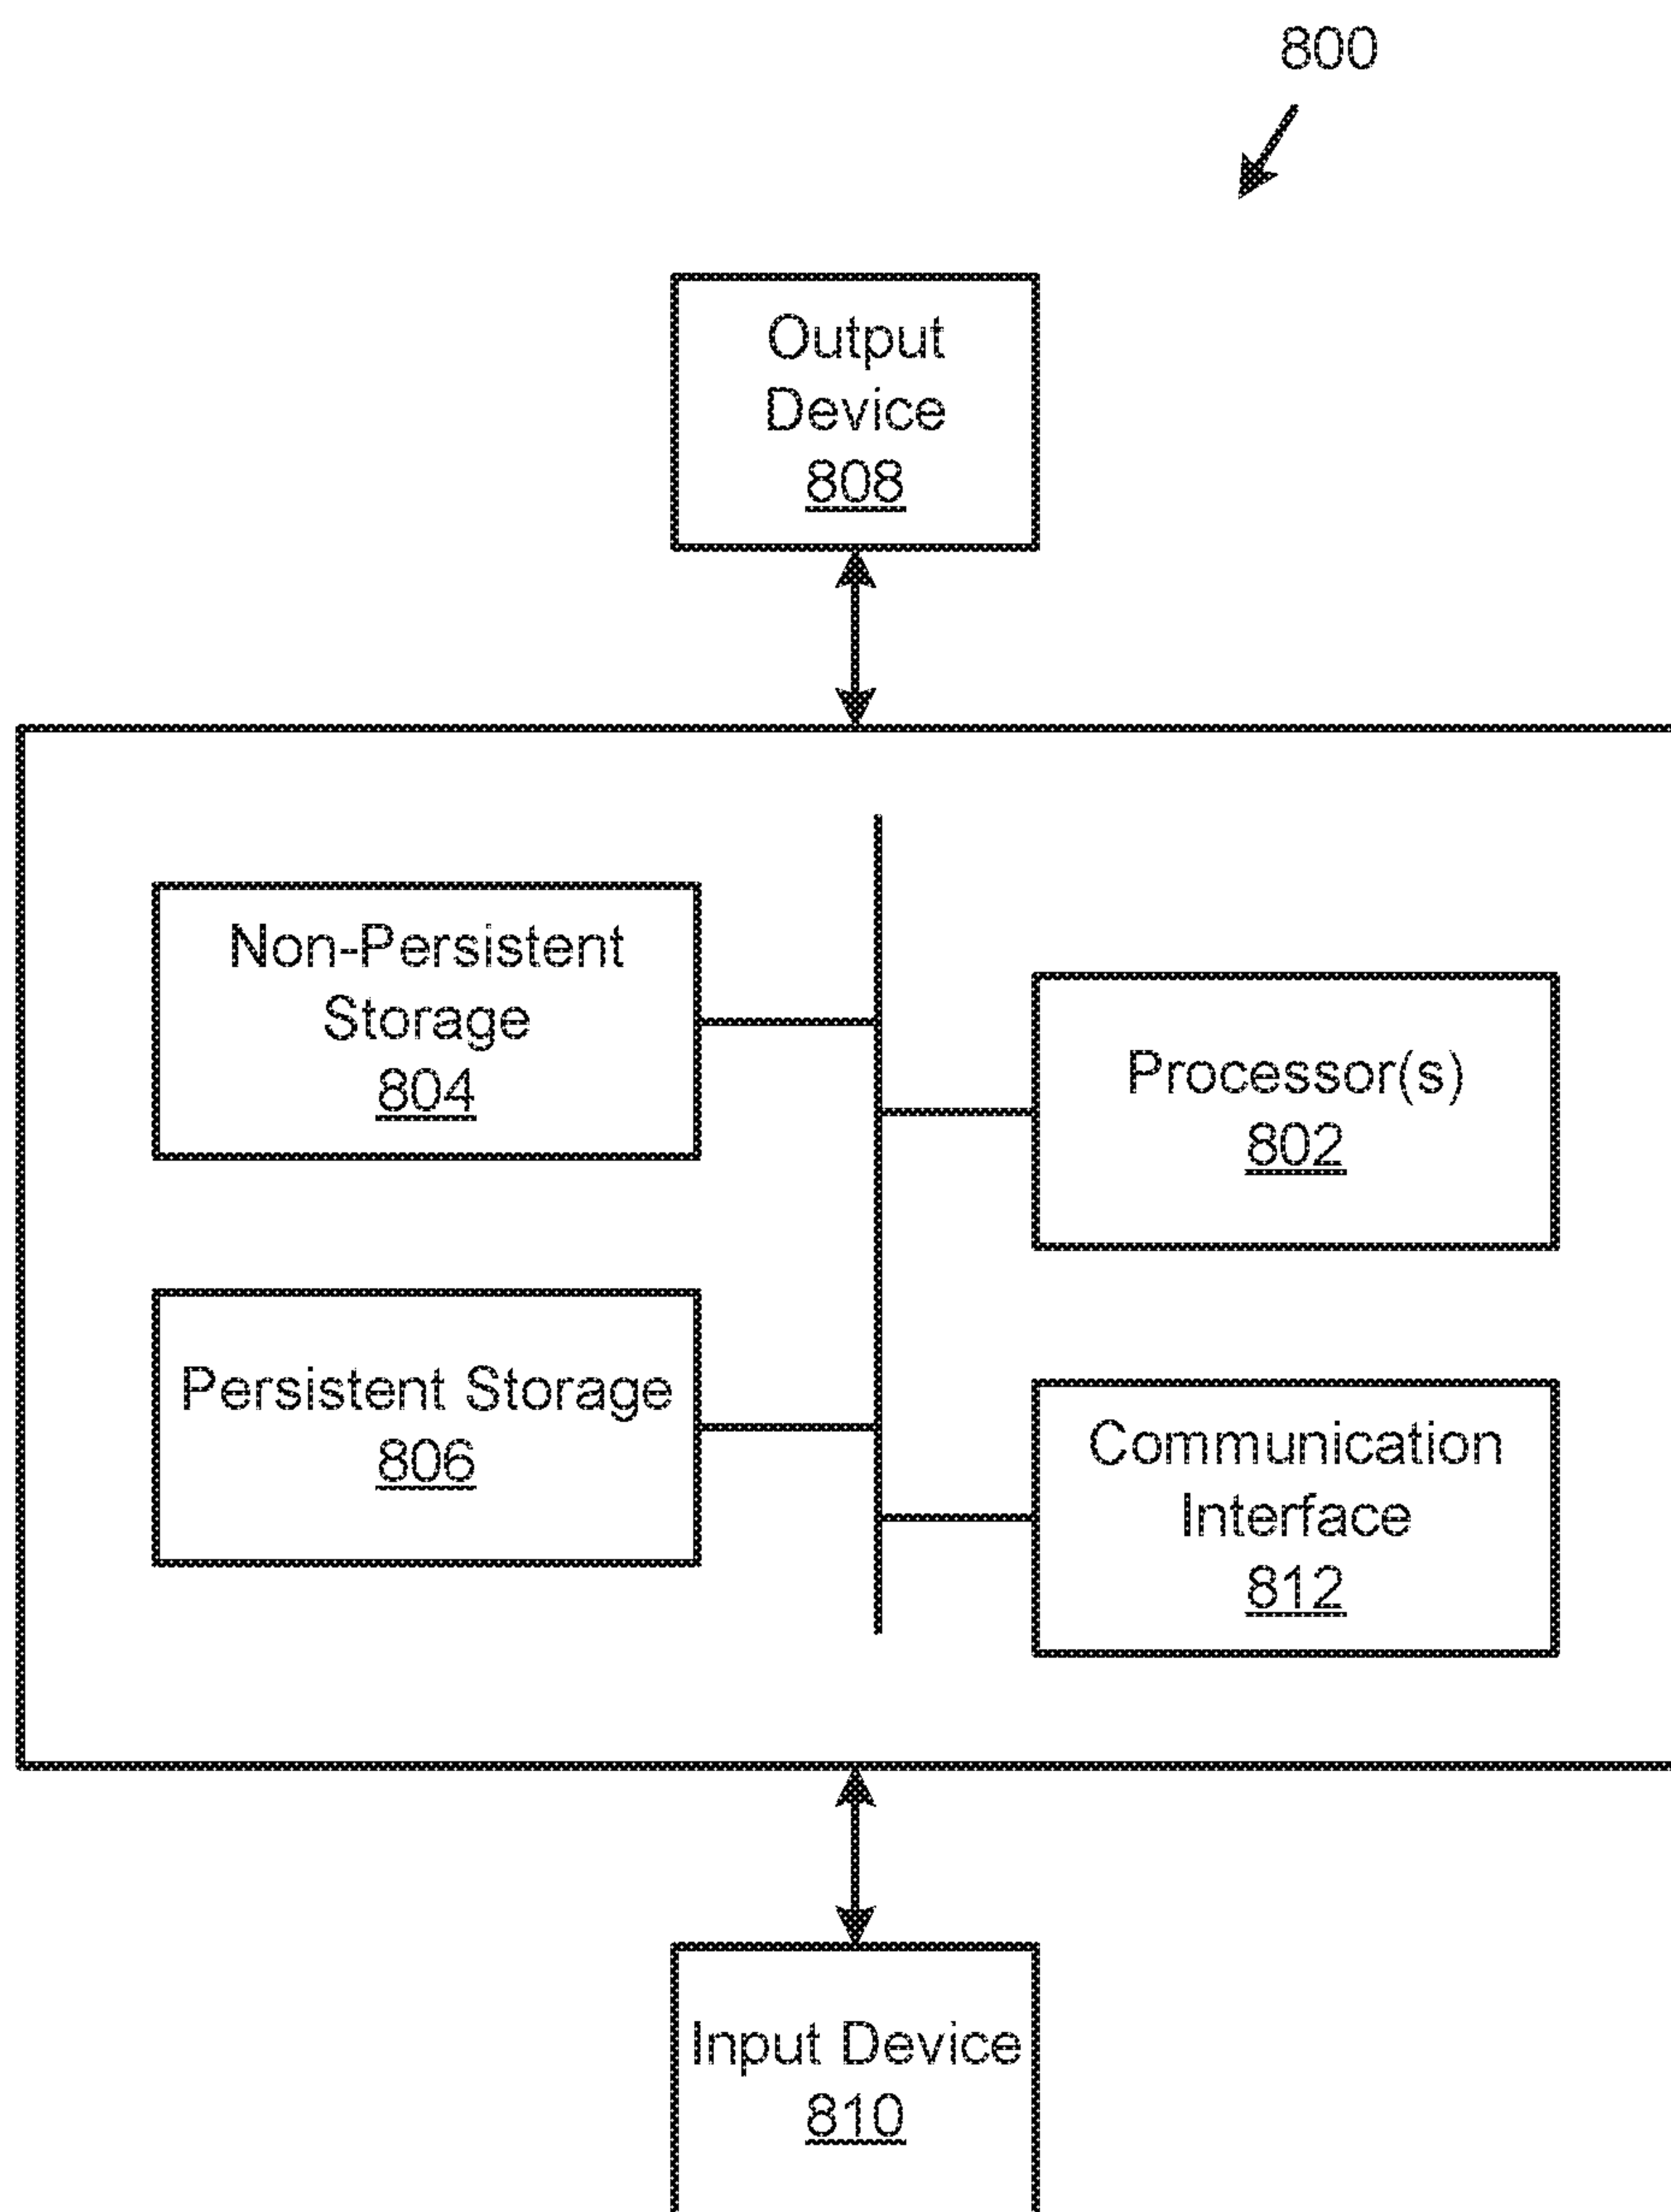 800
Output
Device
808
Non-Persistent
Storage
804
Processor(s)
802
Persistent Storage
806
Communication
Interface
812
Input Device
810